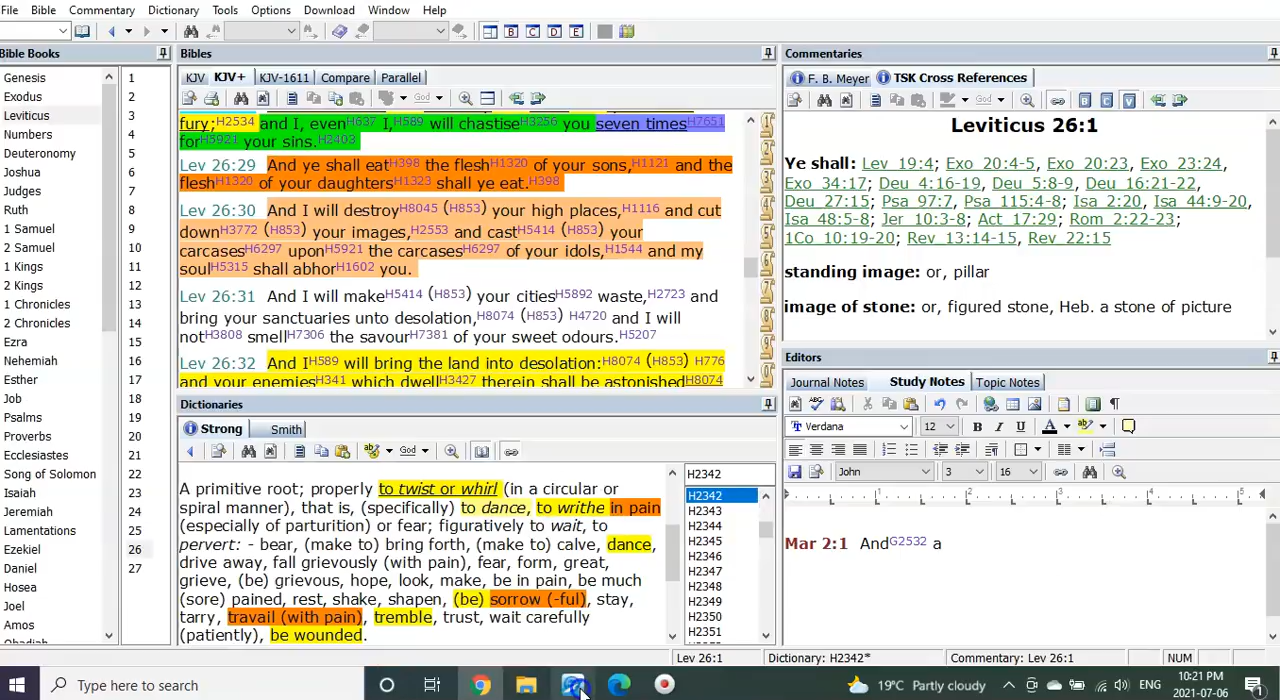 File Bible Commentary Dictionary Tools Options Download Window Help
Bible Books
Genesis
Exodus
Leviticus
Numbers
Deuteronomy
Joshua
Judges
Ruth
1 Samuel
2 Samuel
1 Kings
2 Kings
1 Chronicles
2 Chronicles
Ezra
Nehemiah
Esther
Job
Psalms
Proverbs
Ecclesiastes
Song of Solomon
Isaiah
Jeremiah
Lamentations
Ezekiel
Daniel
Hosea
Joel
Amos
Obadiah
1
2
3
4
5
6
7
8
9
10
11
12
13
14
15
16
17
18
19
20
21
22
23
24
25
26
27
Bibles
KJV KJV+ KJV-1611 Compare Parallel
God
fury;H2534 and I, evenH637 I,H589 will chastiseH3256 you seven timesH7651
forH5921 your sins.H2403
Lev 26:29 And ye shall eatH398 the fleshH1320 of your sons,H1121 and the
fleshH1320 of your daughtersH1323 shall ye eat.H398
Lev 26:30 And I will destroyH8045 (H853) your high places,H1116 and cut
downH3772 (H853) your images,H2553 and castH5414 (H853) your
carcasesH6297 uponH5921 the carcasesH6297 of your idols,H1544 and my
soulH5315 shall abhorH1602 you.
Lev 26:31 And I will makeH5414 (H853) your citiesH5892 waste,H2723 and
bring your sanctuaries unto desolation,H8074 (H853) H4720 and I will
notH3808 smellH7306 the savourH7381 of your sweet odours.H5207
Lev 26:32 And IH589 will bring the land into desolation:H8074 (H853) H776
and your enemiesH341 which dwellH3427 therein shall be astonishedH8074
Dictionaries
Strong Smith
God
A primitive root; properly to twist or whirl (in a circular or
spiral manner), that is, (specifically) to dance, to writhe in pain
(especially of parturition) or fear; figuratively to wait, to
pervert: - bear, (make to) bring forth, (make to) calve, dance,
drive away, fall grievously (with pain), fear, form, great,
grieve, (be) grievous, hope, look, make, be in pain, be much
(sore) pained, rest, shake, shapen, (be) sorrow (-ful), stay,
tarry, travail (with pain), tremble, trust, wait carefully
(patiently), be wounded.
H2342
H2342
H2343
H2344
H2345
H2346
H2347
H2348
H2349
H2350
H2351
Commentaries
F. B. Meyer TSK Cross References
God
Leviticus 26:1
Ye shall: Lev 19:4; Exo 20:4-5, Exo 20:23, Exo 23:24,
Exo 34:17; Deu 4:16-19, Deu 5:8-9, Deu 16:21-22,
Deu 27:15; Psa 97:7, Psa 115:4-8; Isa 2:20, Isa 44:9-20,
Isa 48:5-8; Jer 10:3-8; Act 17:29; Rom 2:22-23;
1Co 10:19-20; Rev 13:14-15, Rev 22:15
standing image: or, pillar
image of stone: or, figured stone, Heb. a stone of picture
Editors
Journal Notes Study Notes Topic Notes
Verdana 12 B I U A
John 3 16
1 2 3 4 5
Mar 2:1 AndG2532 a
Lev 26:1 Dictionary: H2342* Commentary: Lev 26:1 NUM
Type here to search
19°C Partly cloudy
ENG
10:21 PM
2021-07-06
1